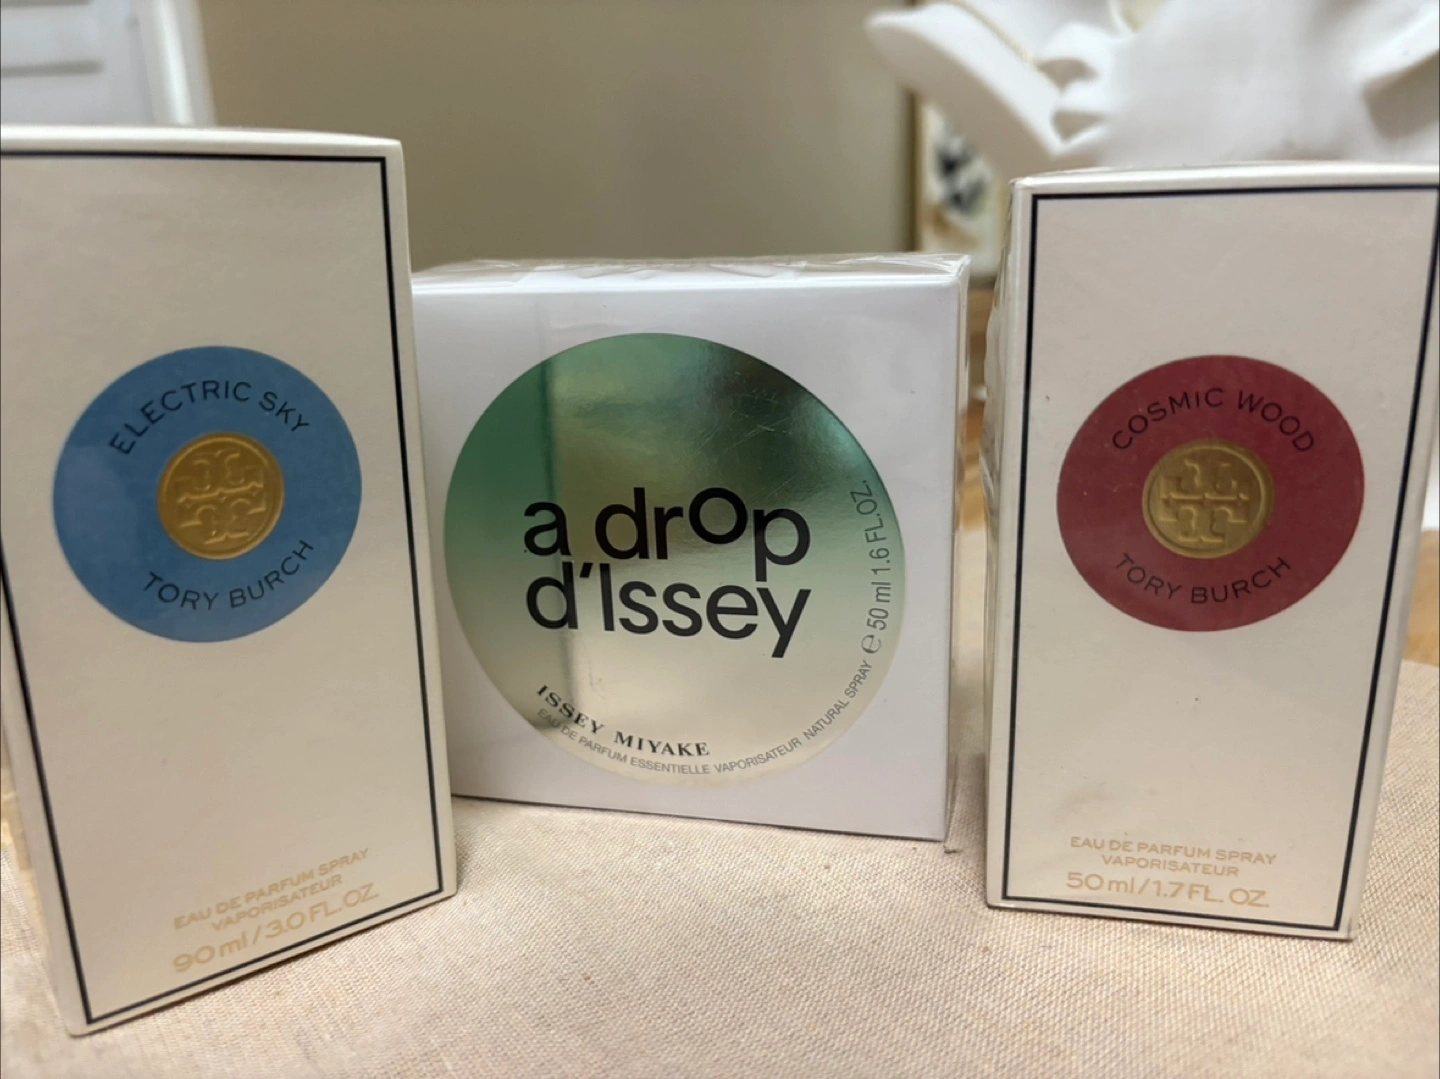 ELECTRIC SKY
TORY BURCH
EAU DE PARFUM SPRAY
VAPORISATEUR
90 ml / 3.0 FL. OZ.
a drop
d'Issey
ISSEY MIYAKE
EAU DE PARFUM ESSENTIELLE VAPORISATEUR NATURAL SPRAY ℮ 50 ml 1.6 FL.OZ.
COSMIC WOOD
TORY BURCH
EAU DE PARFUM SPRAY
VAPORISATEUR
50 ml / 1.7 FL. OZ.